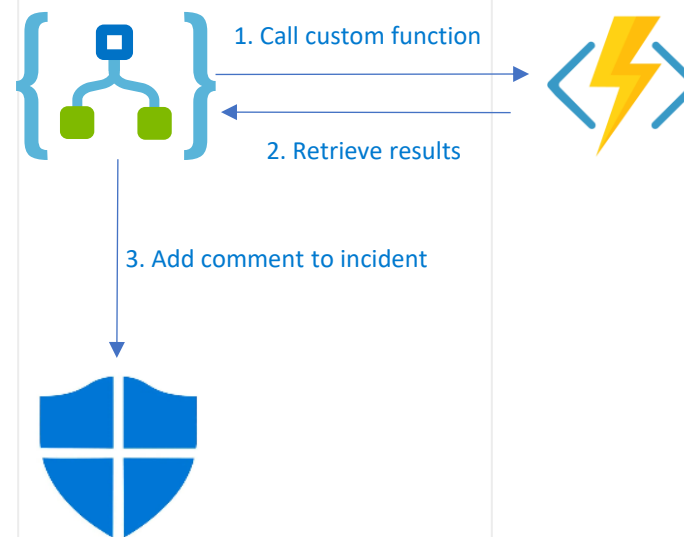 1. Call custom function
2. Retrieve results
3. Add comment to incident